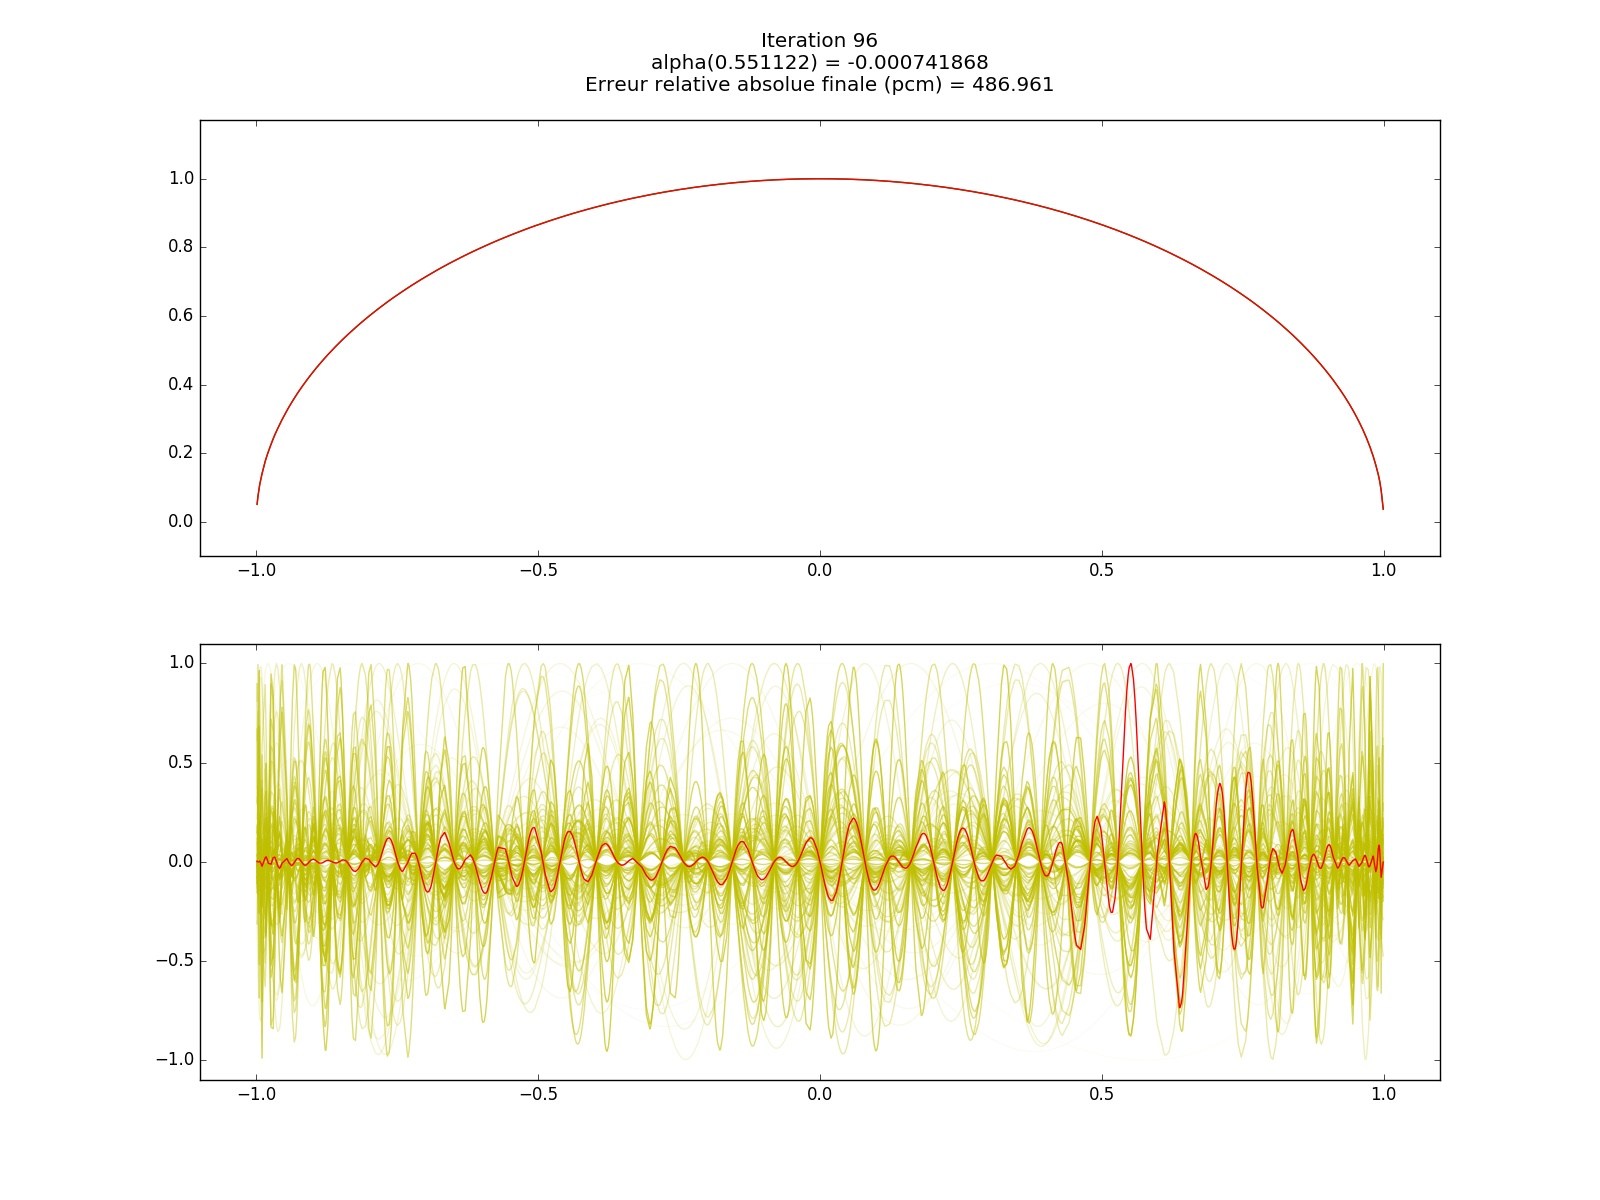 Iteration 96
alpha(0.551122) = -0.000741868
Erreur relative absolue finale (pcm) = 486.961
1.0
0.8
0.6
0.4
0.2
0.0
−1.0 −0.5 0.0 0.5 1.0
1.0
0.5
0.0
−0.5
−1.0
−1.0 −0.5 0.0 0.5 1.0